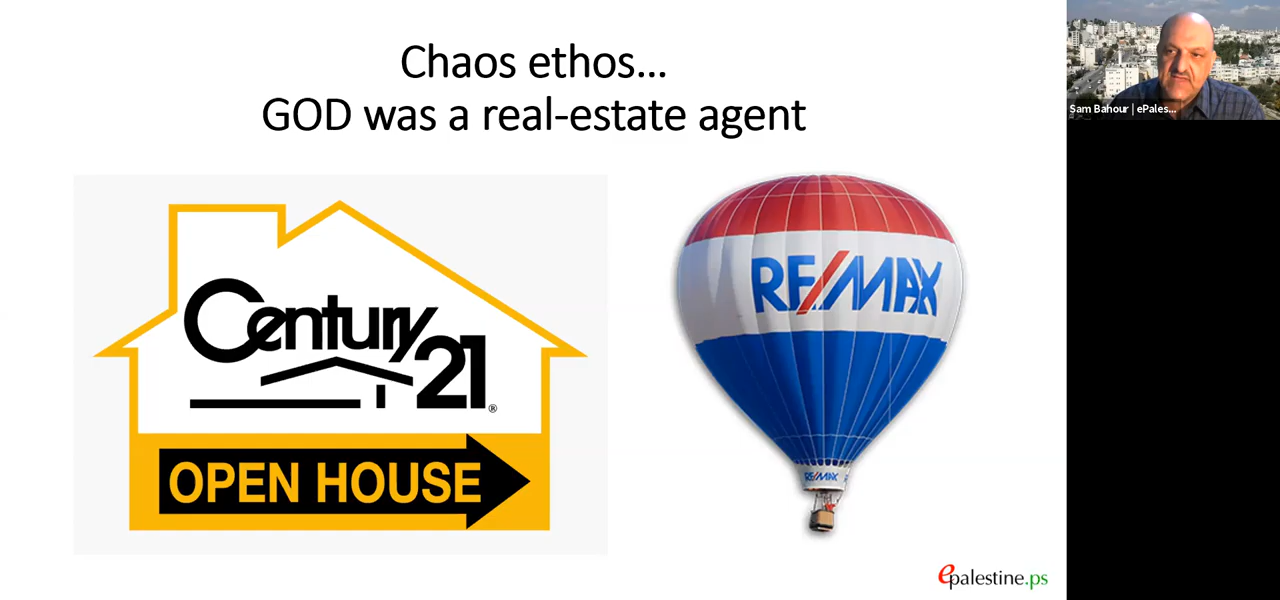 Chaos ethos...
GOD was a real-estate agent
Century
21®
OPEN HOUSE
RE/MAX
RE/MAX
epalestine.ps
Sam Bahour | ePales...